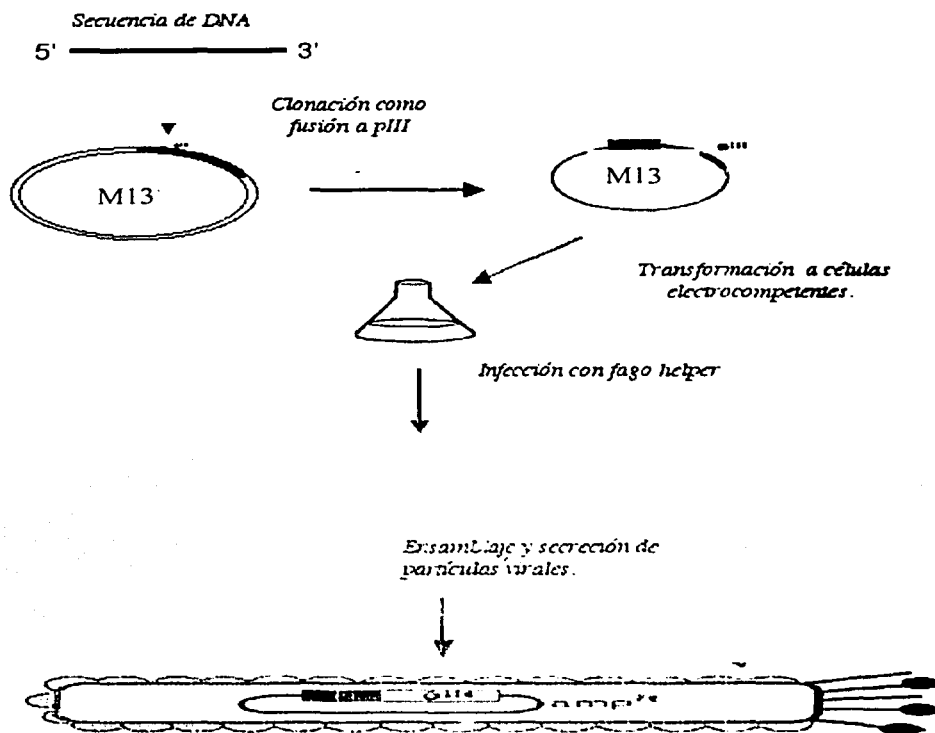 Secuencia de DNA
5' 3'
Clonación como
fusión a pIII
M13
M13
Transformación a células
electrocompetentes.
Infección con fago helper
Ensamblaje y secreción de
partículas virales.